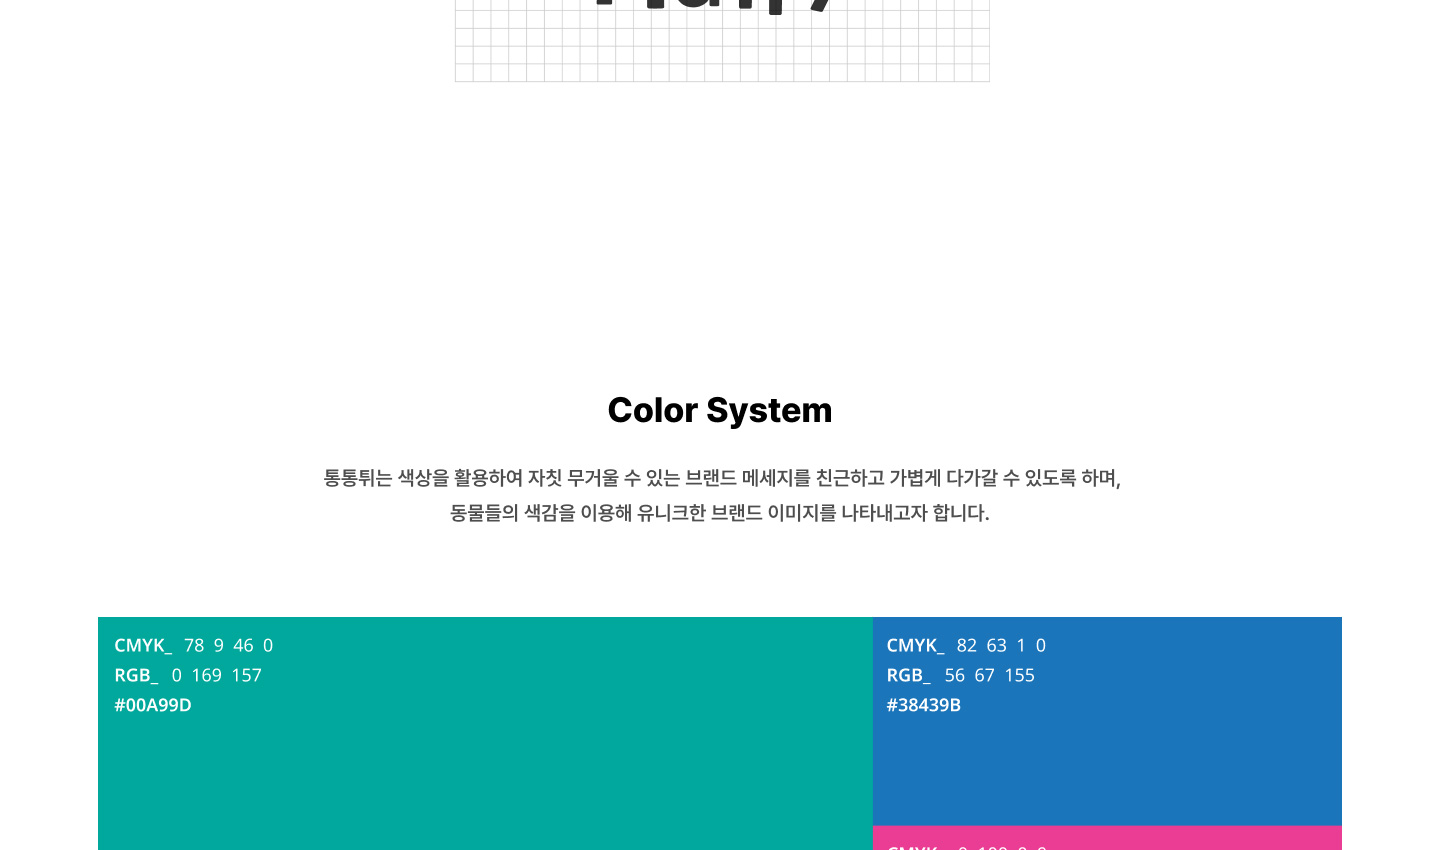 Color System
통통튀는 색상을 활용하여 자칫 무거울 수 있는 브랜드 메세지를 친근하고 가볍게 다가갈 수 있도록 하며,
동물들의 색감을 이용해 유니크한 브랜드 이미지를 나타내고자 합니다.
CMYK_ 78 9 46 0
RGB_ 0 169 157
#00A99D
CMYK_ 82 63 1 0
RGB_ 56 67 155
#38439B